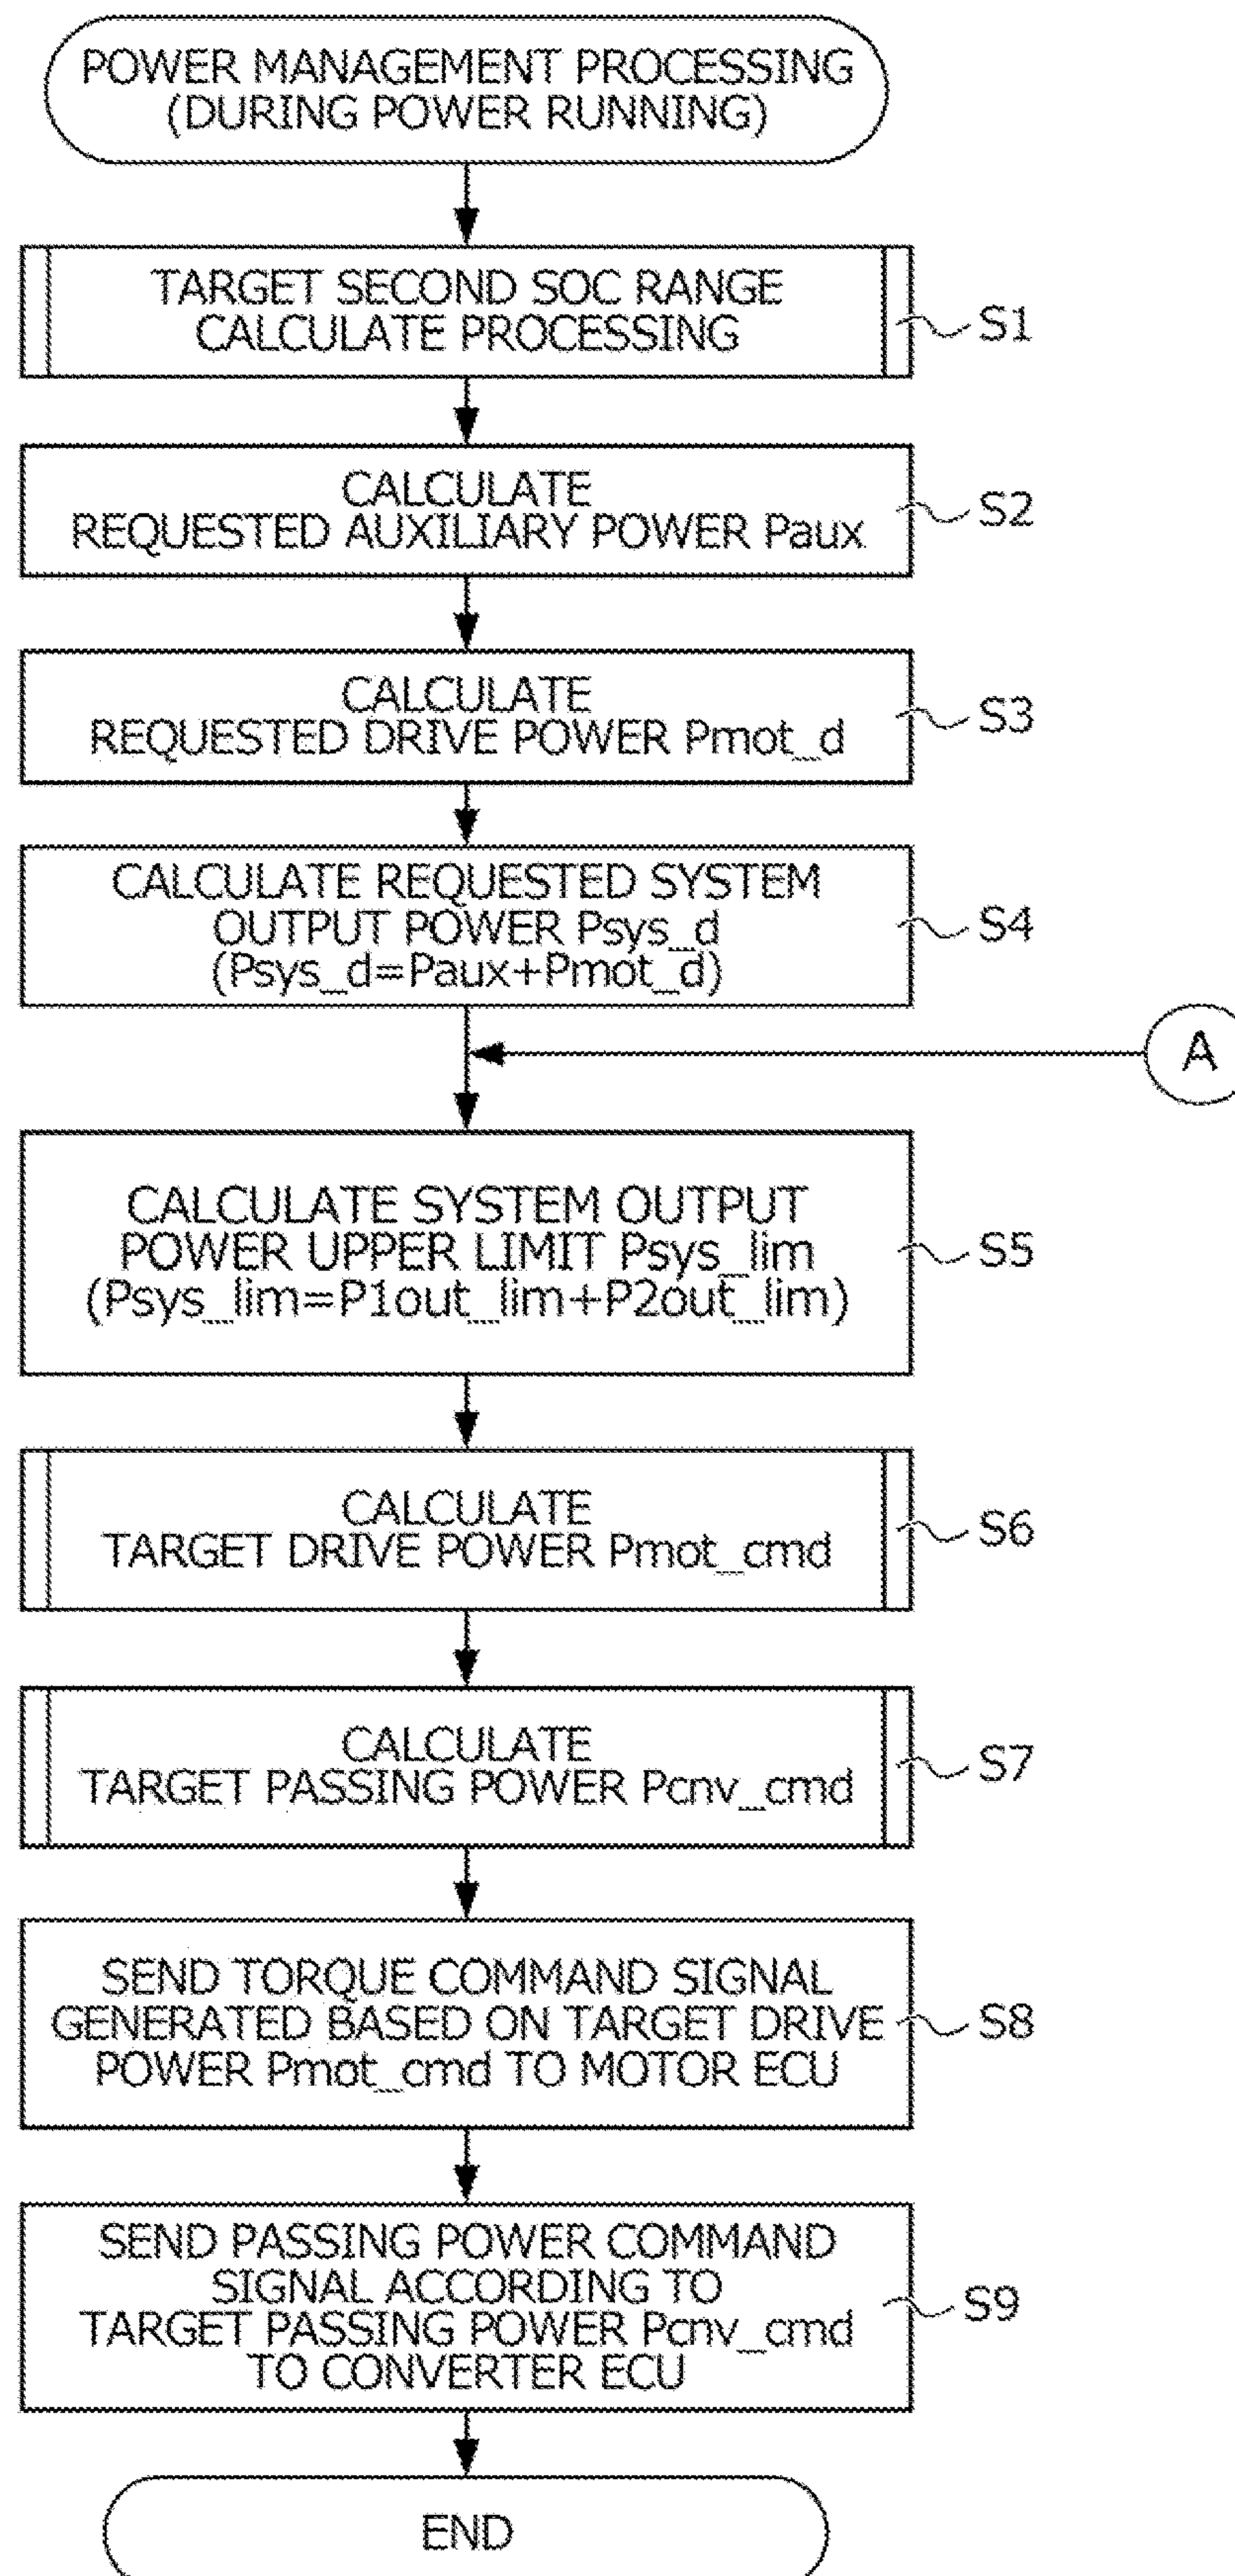 POWER MANAGEMENT PROCESSING
(DURING POWER RUNNING)
TARGET SECOND SOC RANGE
CALCULATE PROCESSING
S1
CALCULATE
REQUESTED AUXILIARY POWER Paux
S2
CALCULATE
REQUESTED DRIVE POWER Pmot_d
S3
CALCULATE REQUESTED SYSTEM
OUTPUT POWER Psys_d
(Psys_d=Paux+Pmot_d)
S4
A
CALCULATE SYSTEM OUTPUT
POWER UPPER LIMIT Psys_lim
(Psys_lim=P1out_lim+P2out_lim)
S5
CALCULATE
TARGET DRIVE POWER Pmot_cmd
S6
CALCULATE
TARGET PASSING POWER Pcnv_cmd
S7
SEND TORQUE COMMAND SIGNAL
GENERATED BASED ON TARGET DRIVE
POWER Pmot_cmd TO MOTOR ECU
S8
SEND PASSING POWER COMMAND
SIGNAL ACCORDING TO
TARGET PASSING POWER Pcnv_cmd
TO CONVERTER ECU
S9
END